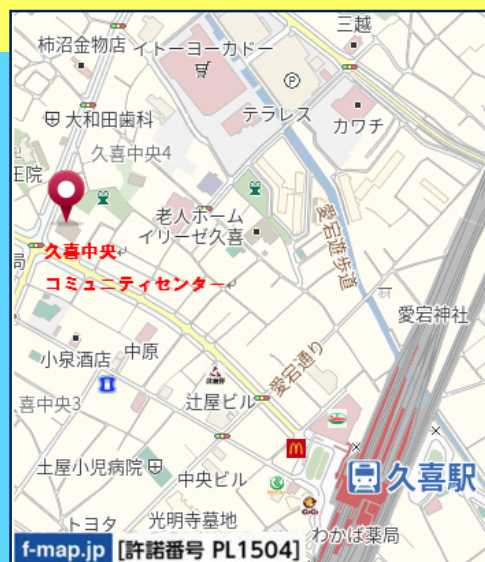 三越
柿沼金物店
イトーヨーカドー
P
テラレス
カワチ
大和田歯科
久喜中央4
王院
老人ホーム
イリーゼ久喜
愛宕遊歩道
久喜中央
コミュニティセンター
局
愛宕神社
小泉酒店
中原
愛宕通り
喜中央3
辻屋ビル
土屋小児病院
中央ビル
久喜駅
トヨタ
光明寺墓地
わかば薬局
f-map.jp [許諾番号 PL1504]